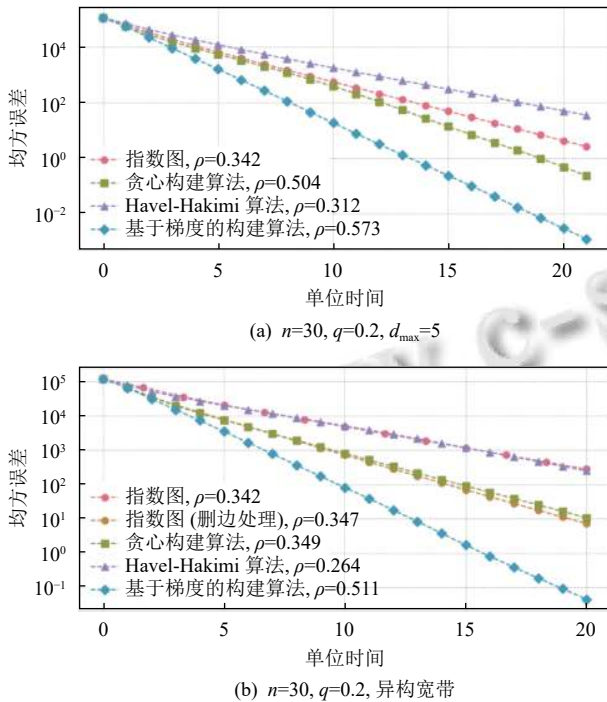 10⁴
10²
10⁰
10⁻²
均方误差
指数图, ρ=0.342
贪心构建算法, ρ=0.504
Havel-Hakimi 算法, ρ=0.312
基于梯度的构建算法, ρ=0.573
0 5 10 15 20
单位时间
(a) n=30, q=0.2, dmax=5
C-S
10⁵
10⁴
10³
10²
10¹
10⁰
10⁻¹
均方误差
指数图, ρ=0.342
指数图 (删边处理), ρ=0.347
贪心构建算法, ρ=0.349
Havel-Hakimi 算法, ρ=0.264
基于梯度的构建算法, ρ=0.511
0 5 10 15 20
单位时间
(b) n=30, q=0.2, 异构宽带